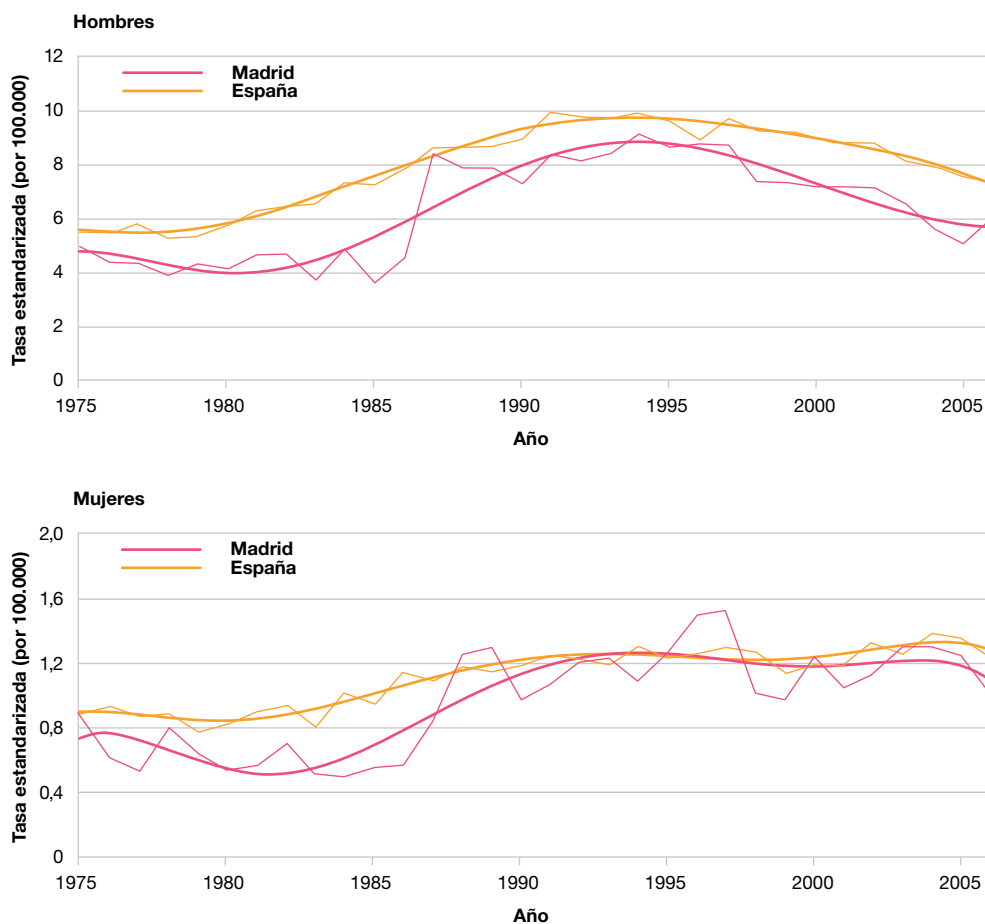 Hombres
Tasa estandarizada (por 100.000)
12
10
8
6
4
2
0
Madrid
España
1975 1980 1985 1990 1995 2000 2005
Año
Mujeres
Tasa estandarizada (por 100.000)
2,0
1,6
1,2
0,8
0,4
0
Madrid
España
1975 1980 1985 1990 1995 2000 2005
Año